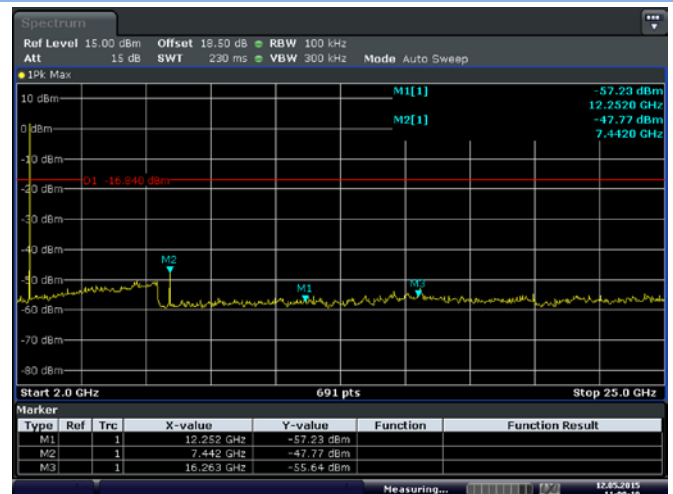 Spectrum
Ref Level 15.00 dBm Offset 18.50 dB RBW 100 kHz
Att 15 dB SWT 230 ms VBW 300 kHz Mode Auto Sweep
1Pk Max
M1[1] -57.23 dBm
12.2520 GHz
M2[1] -47.77 dBm
7.4420 GHz
10 dBm
0 dBm
-10 dBm
D1 -16.840 dBm
-20 dBm
-30 dBm
-40 dBm
M2
-50 dBm
M1
M3
-60 dBm
-70 dBm
-80 dBm
Start 2.0 GHz 691 pts Stop 25.0 GHz
Marker
Type Ref Trc X-value Y-value Function Function Result
M1 1 12.252 GHz -57.23 dBm
M2 1 7.442 GHz -47.77 dBm
M3 1 16.263 GHz -55.64 dBm
Measuring... 12.05.2015